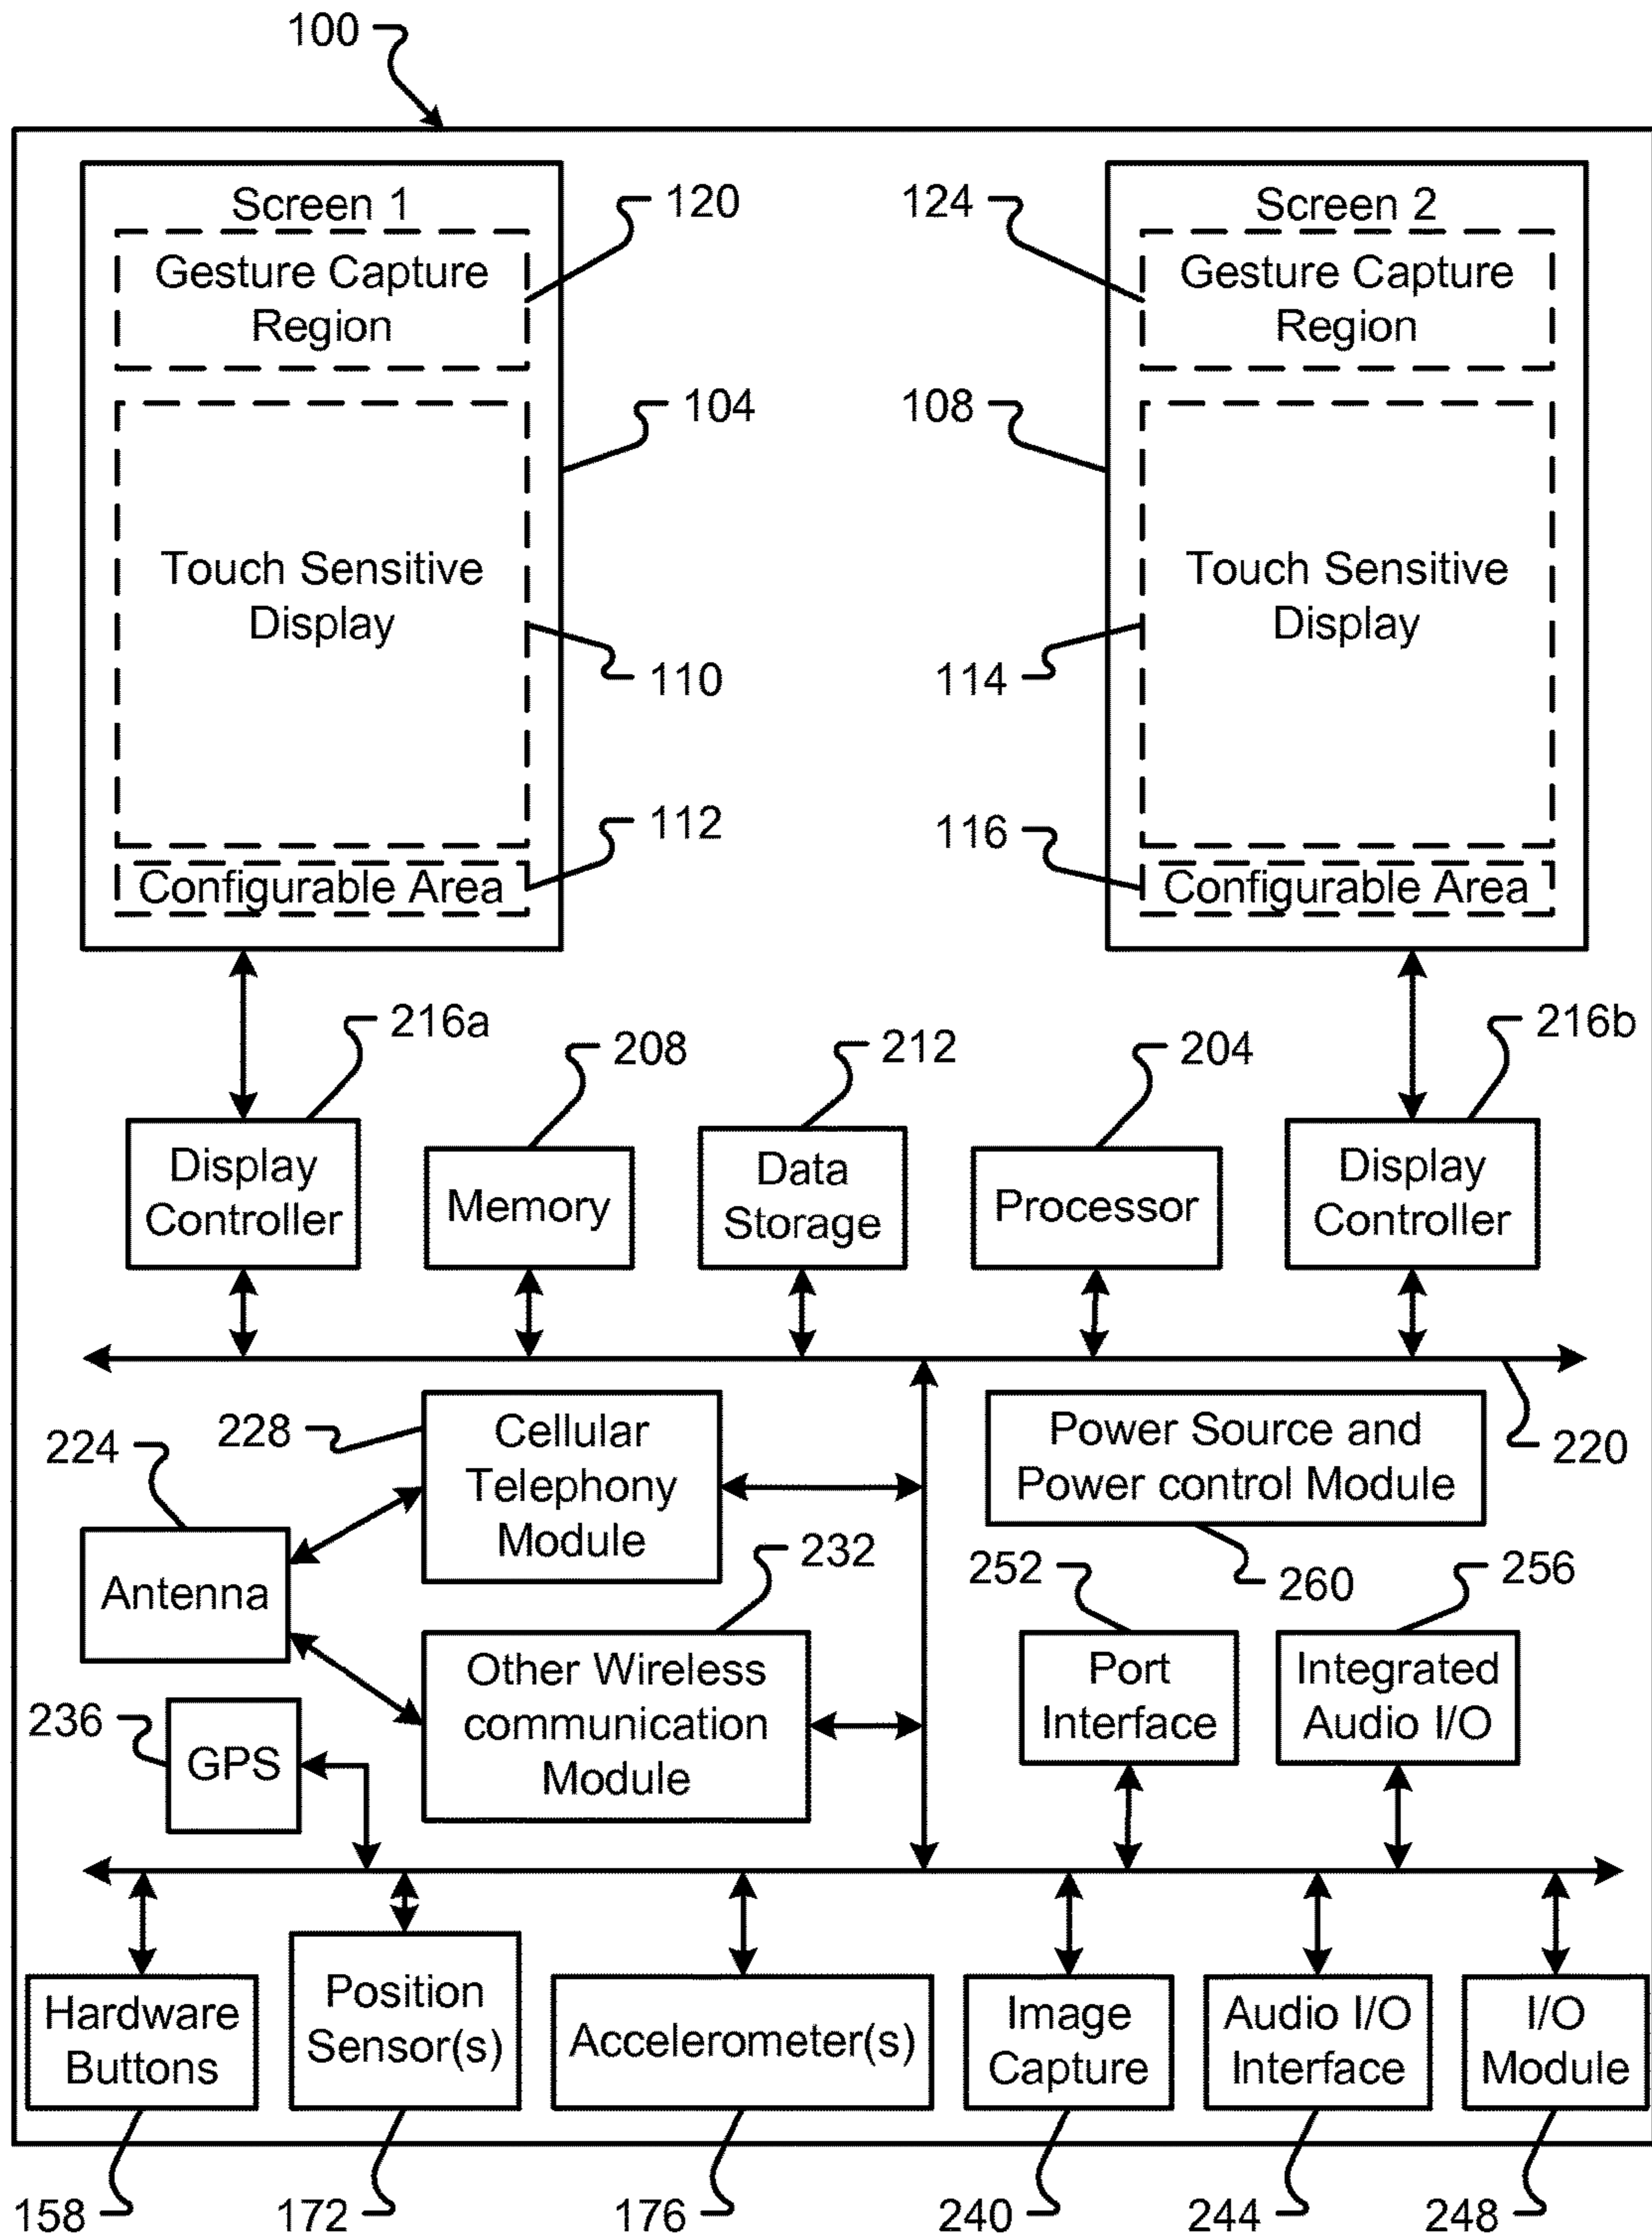 100
Screen 1
Gesture Capture
Region
120
124
Screen 2
Gesture Capture
Region
104
108
Touch Sensitive
Display
110
114
Touch Sensitive
Display
112
116
Configurable Area
Configurable Area
216a
208
212
204
216b
Display
Controller
Memory
Data
Storage
Processor
Display
Controller
224
228
Cellular
Telephony
Module
Power Source and
Power control Module
220
Antenna
232
252
260
256
236
GPS
Other Wireless
communication
Module
Port
Interface
Integrated
Audio I/O
Hardware
Buttons
Position
Sensor(s)
Accelerometer(s)
Image
Capture
Audio I/O
Interface
I/O
Module
158
172
176
240
244
248